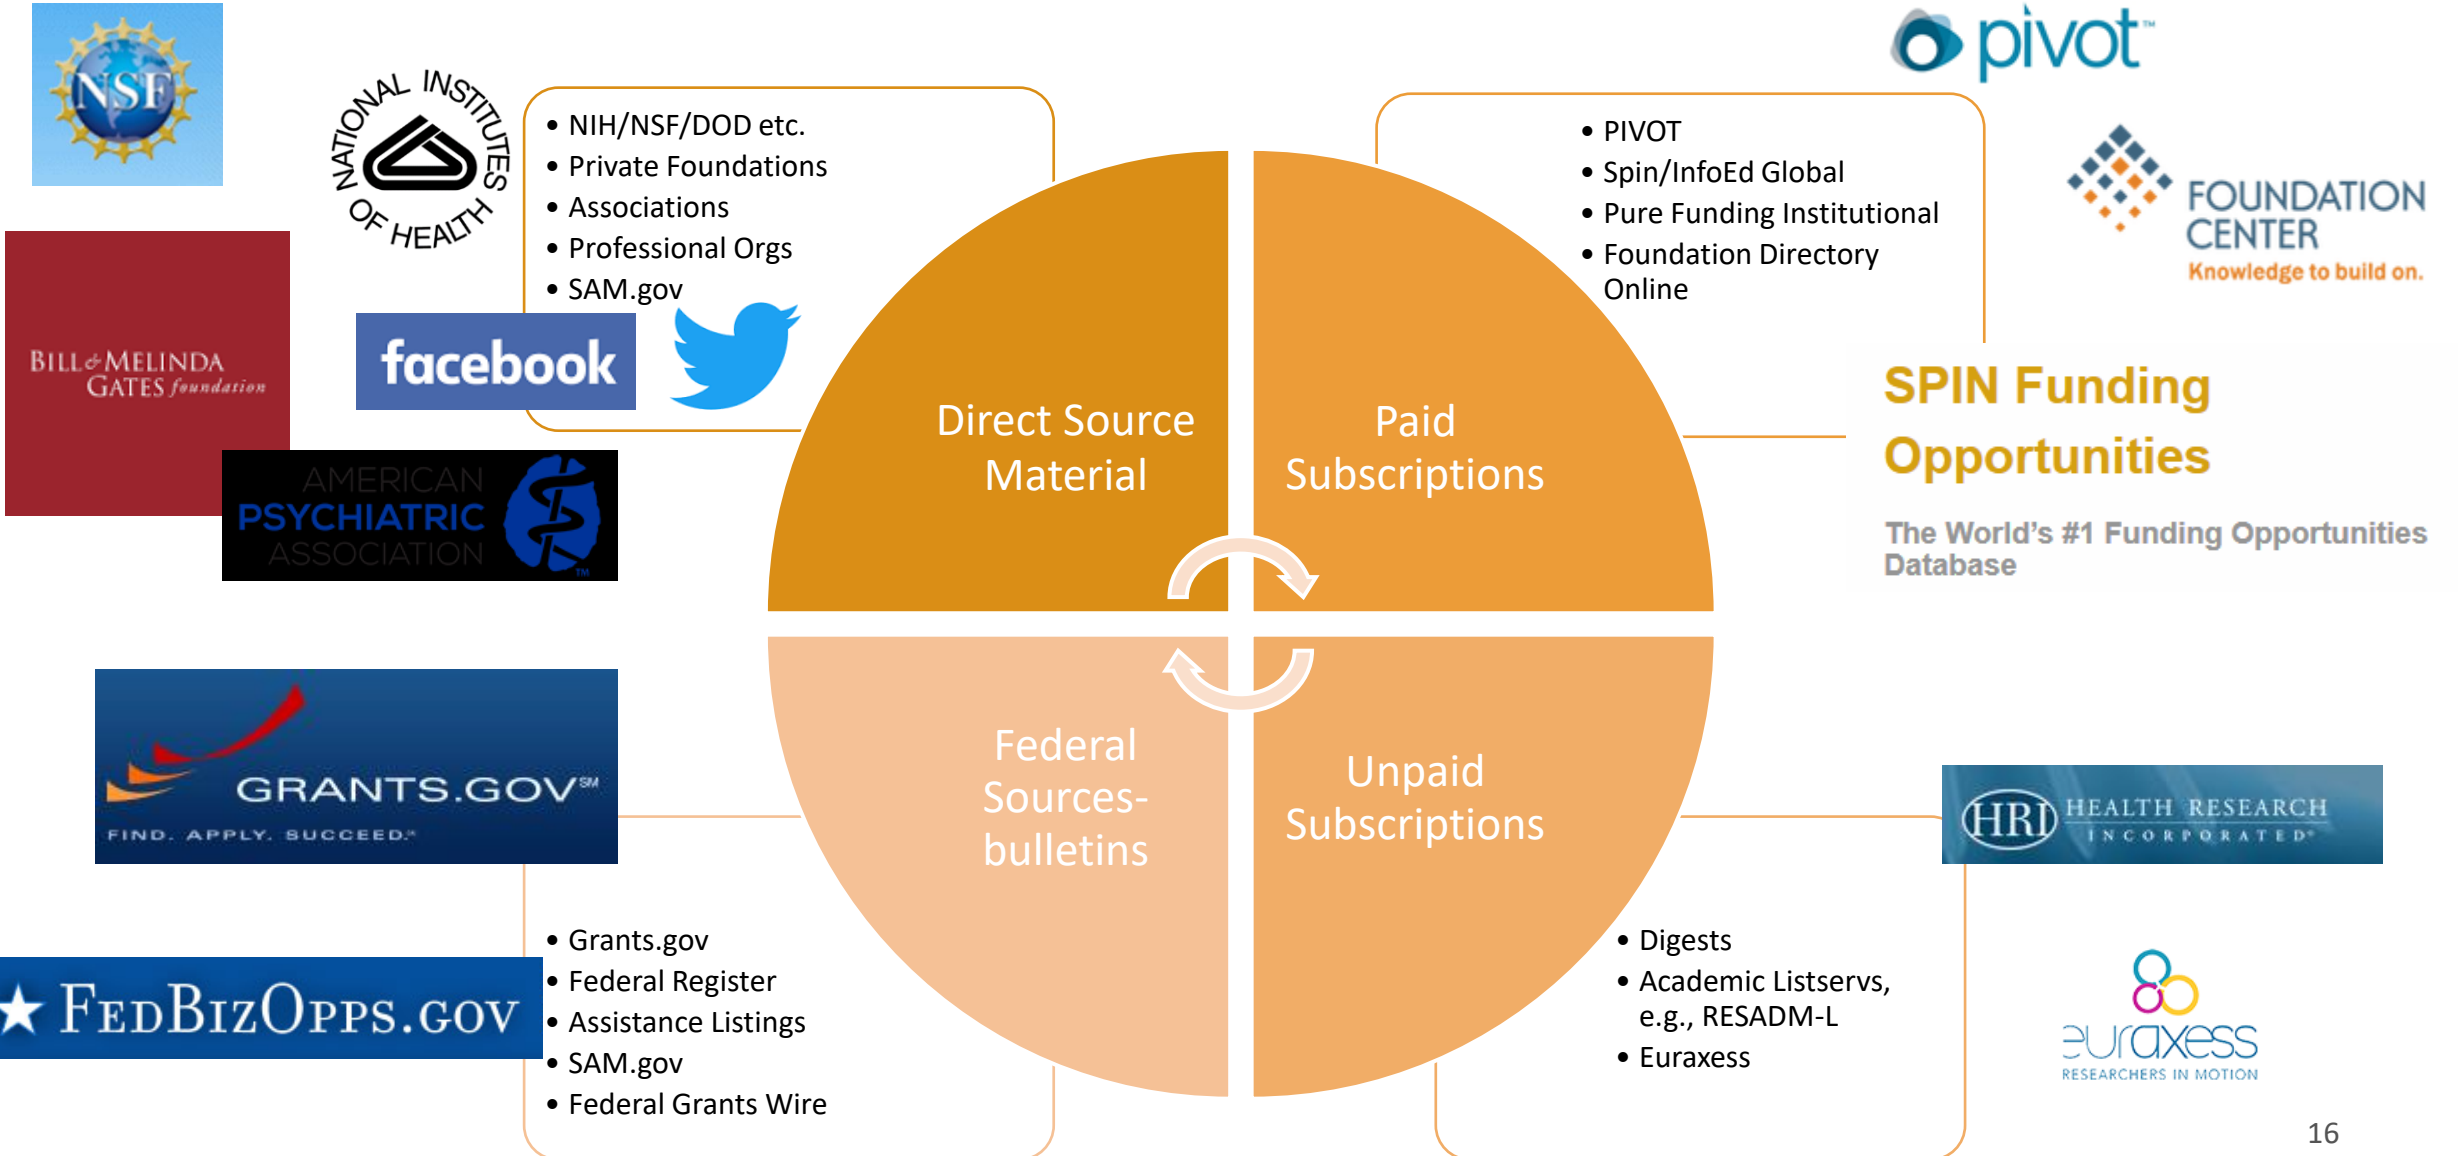 NSF
NATIONAL INSTITUTES
OF HEALTH
• NIH/NSF/DOD etc.
• Private Foundations
• Associations
• Professional Orgs
• SAM.gov
BILL & MELINDA
GATES foundation
facebook
AMERICAN
PSYCHIATRIC
ASSOCIATION
TM
Direct Source
Material
pivot™
• PIVOT
• Spin/InfoEd Global
• Pure Funding Institutional
• Foundation Directory
Online
FOUNDATION
CENTER
Knowledge to build on.
Paid
Subscriptions
SPIN Funding
Opportunities
The World's #1 Funding Opportunities
Database
GRANTS.GOV℠
FIND. APPLY. SUCCEED.℠
Federal
Sources-
bulletins
FEDBIZOPPS.GOV
• Grants.gov
• Federal Register
• Assistance Listings
• SAM.gov
• Federal Grants Wire
Unpaid
Subscriptions
HRI HEALTH RESEARCH
INCORPORATED®
• Digests
• Academic Listservs,
e.g., RESADM-L
• Euraxess
euraxess
RESEARCHERS IN MOTION
16